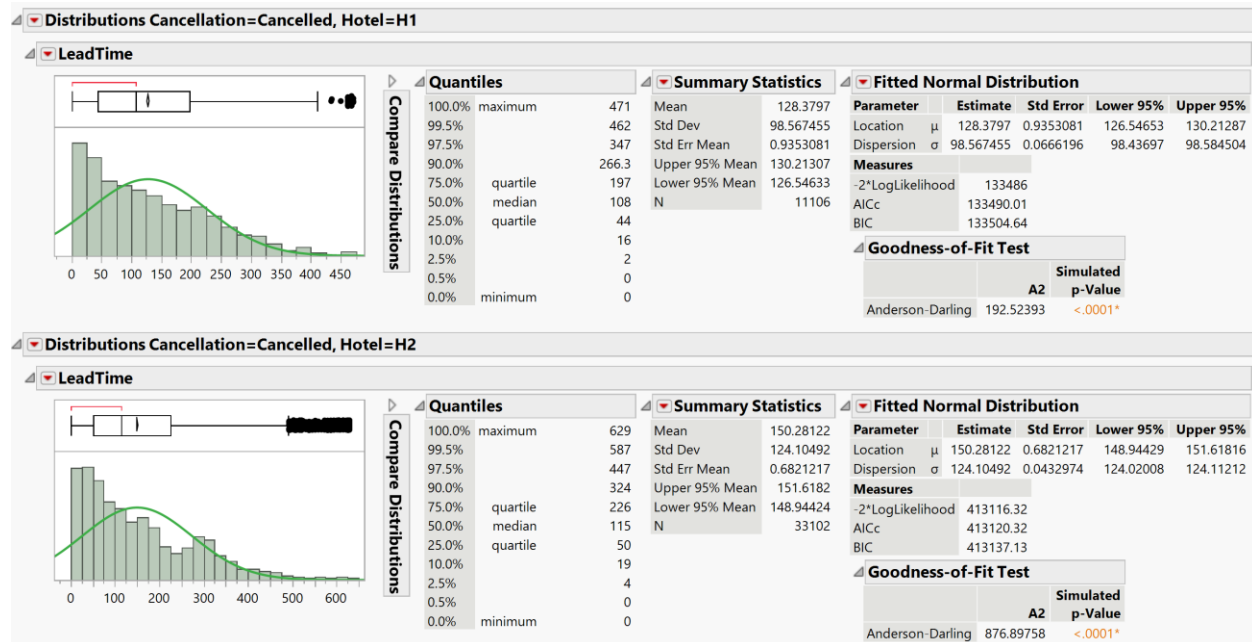 Distributions Cancellation=Cancelled, Hotel=H1
LeadTime
0 50 100 150 200 250 300 350 400 450
Compare Distributions
Quantiles
100.0% maximum 471
99.5% 462
97.5% 347
90.0% 266.3
75.0% quartile 197
50.0% median 108
25.0% quartile 44
10.0% 16
2.5% 2
0.5% 0
0.0% minimum 0
Summary Statistics
Mean 128.3797
Std Dev 98.567455
Std Err Mean 0.9353081
Upper 95% Mean 130.21307
Lower 95% Mean 126.54633
N 11106
Fitted Normal Distribution
Parameter Estimate Std Error Lower 95% Upper 95%
Location μ 128.3797 0.9353081 126.54653 130.21287
Dispersion σ 98.567455 0.0666196 98.43697 98.584504
Measures
-2*LogLikelihood 133486
AICc 133490.01
BIC 133504.64
Goodness-of-Fit Test
Simulated
A2 p-Value
Anderson-Darling 192.52393 <.0001*
Distributions Cancellation=Cancelled, Hotel=H2
LeadTime
0 100 200 300 400 500 600
Compare Distributions
Quantiles
100.0% maximum 629
99.5% 587
97.5% 447
90.0% 324
75.0% quartile 226
50.0% median 115
25.0% quartile 50
10.0% 19
2.5% 4
0.5% 0
0.0% minimum 0
Summary Statistics
Mean 150.28122
Std Dev 124.10492
Std Err Mean 0.6821217
Upper 95% Mean 151.6182
Lower 95% Mean 148.94424
N 33102
Fitted Normal Distribution
Parameter Estimate Std Error Lower 95% Upper 95%
Location μ 150.28122 0.6821217 148.94429 151.61816
Dispersion σ 124.10492 0.0432974 124.02008 124.11212
Measures
-2*LogLikelihood 413116.32
AICc 413120.32
BIC 413137.13
Goodness-of-Fit Test
Simulated
A2 p-Value
Anderson-Darling 876.89758 <.0001*